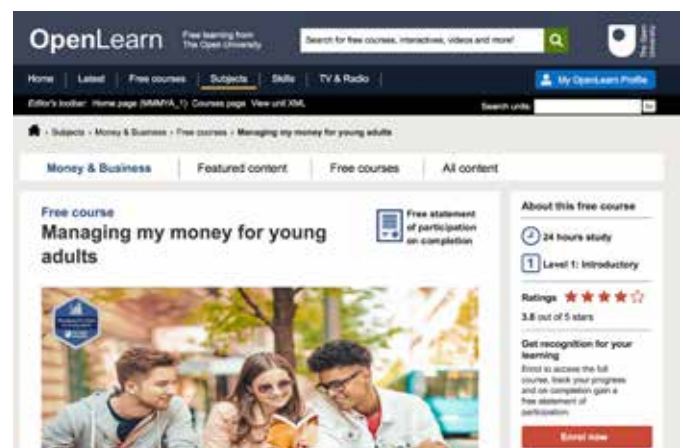 OpenLearn
Free learning from
The Open University
Search for free courses, interactives, videos and more!
The Open
University
Home | Latest | Free courses | Subjects | Skills | TV & Radio |
My OpenLearn Profile
Editor's toolbar: Home page (MMMYA_1) Courses page View unit XML
Search units:
› Subjects › Money & Business › Free courses › Managing my money for young adults
Money & Business | Featured content | Free courses | All content
Free course
Managing my money for young
adults
Free statement
of participation
on completion
About this free course
24 hours study
1 Level 1: Introductory
Ratings
3.8 out of 5 stars
Get recognition for your
learning
Enrol to access the full
course, track your progress
and on completion gain a
free statement of
participation.
Enrol now